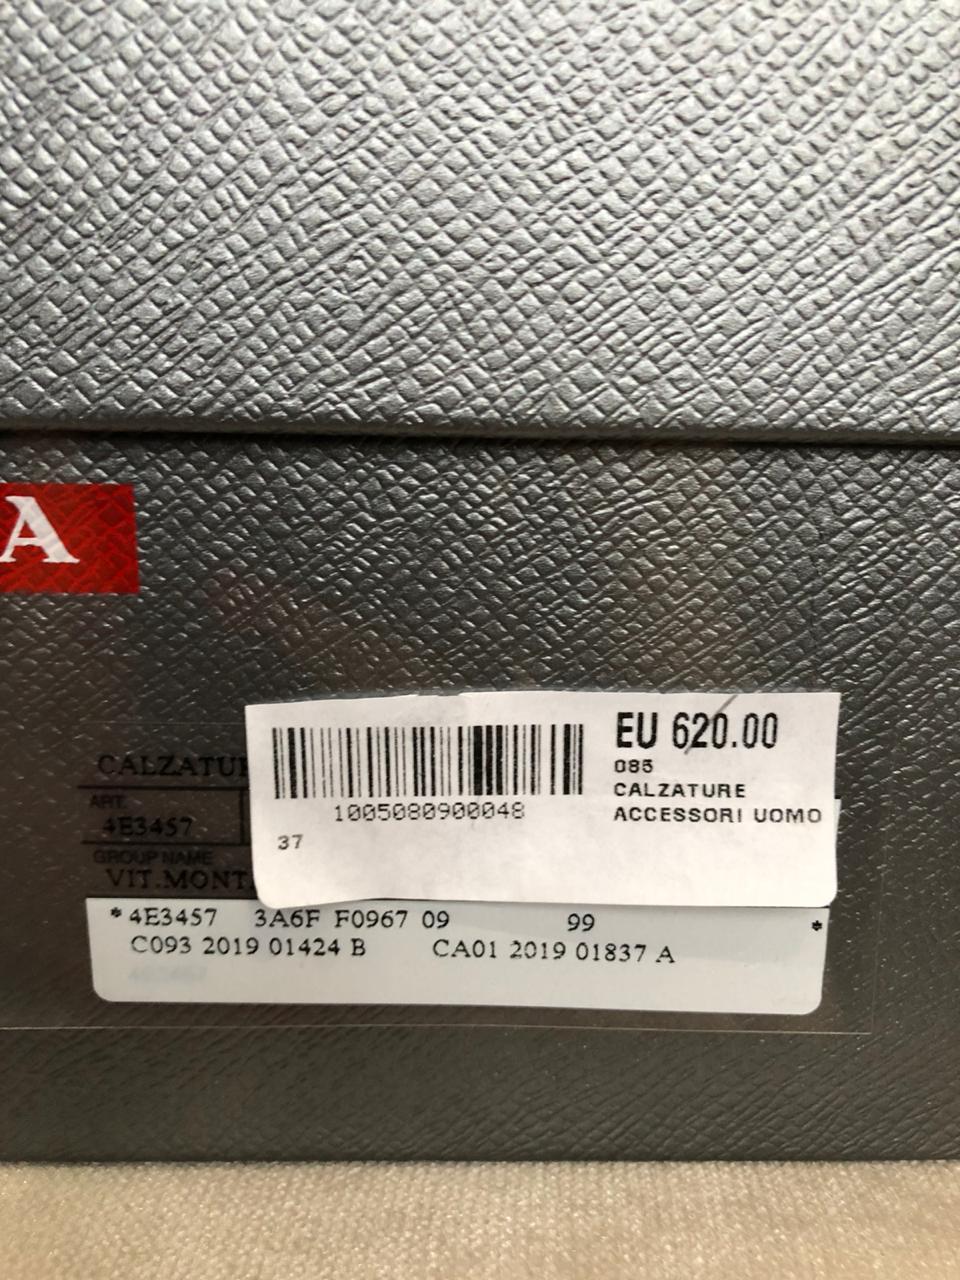 A
EU 620.00
085
CALZATURE
ACCESSORI UOMO
1005080900048
37
ART.
4E3457
GROUP NAME
VIT.MONT
*4E3457 3A6F F0967 09 99 *
C093 2019 01424 B CA01 2019 01837 A